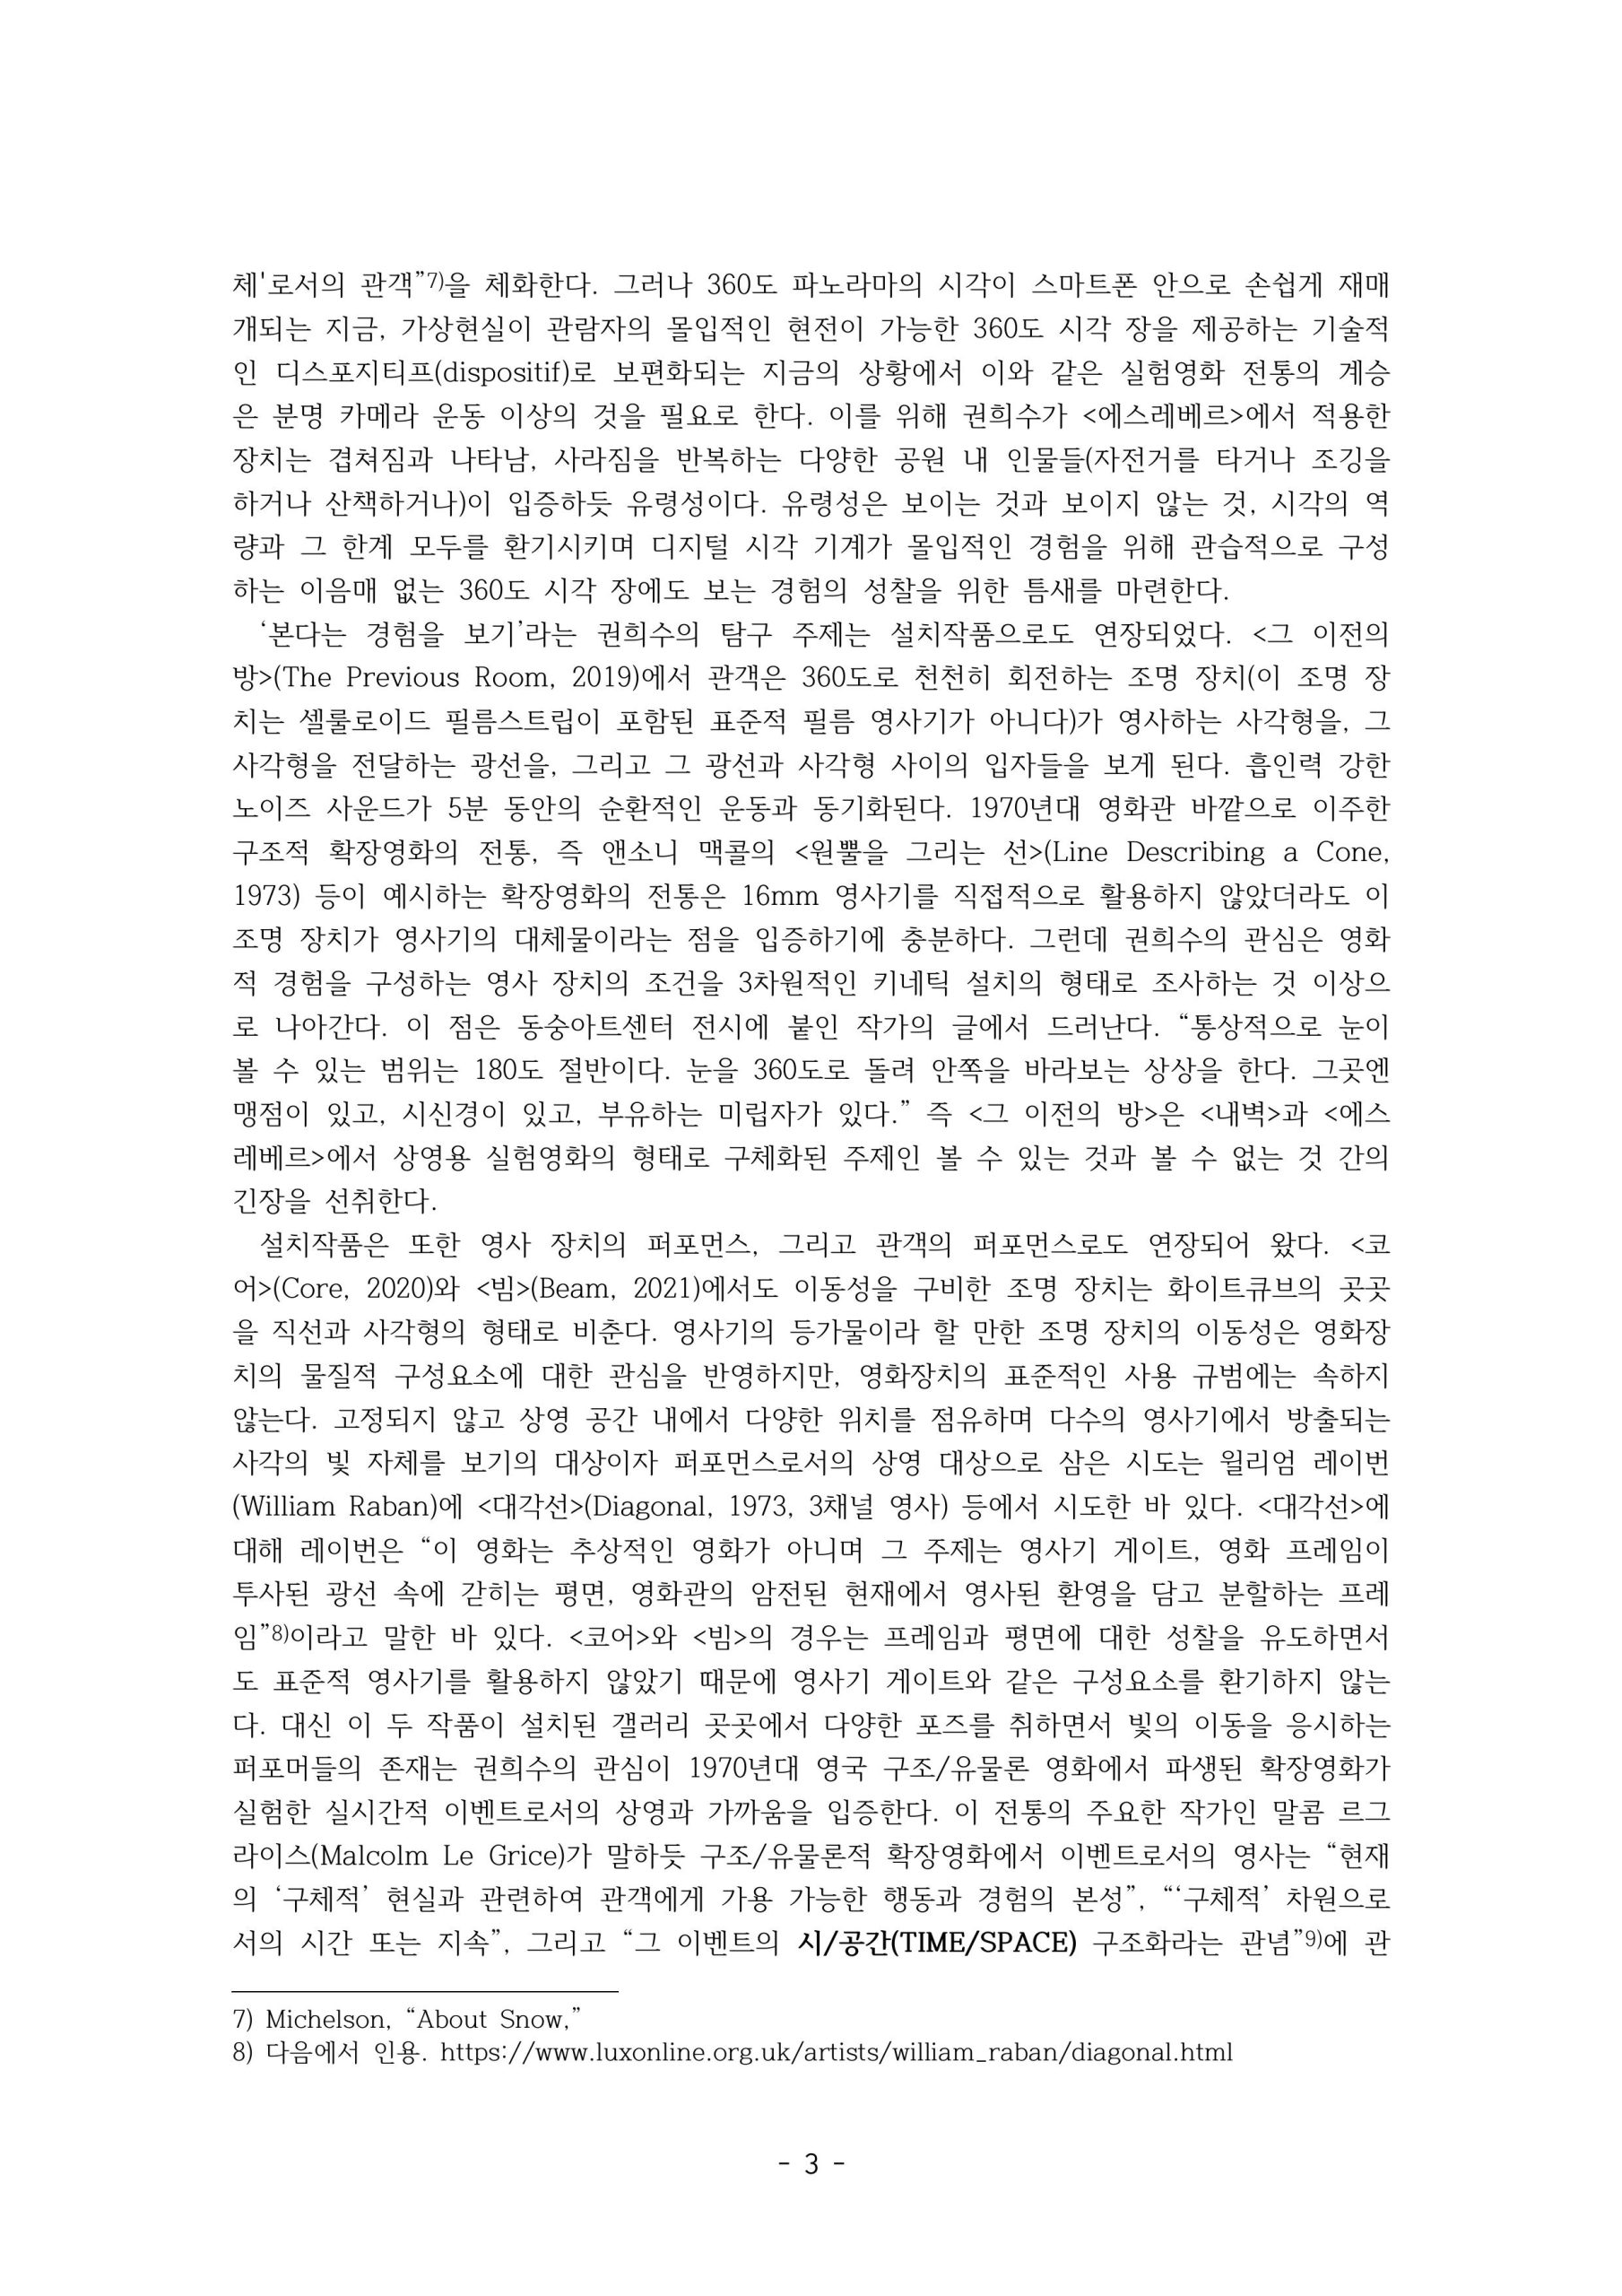 체'로서의 관객”7)을 체화한다. 그러나 360도 파노라마의 시각이 스마트폰 안으로 손쉽게 재매
개되는 지금, 가상현실이 관람자의 몰입적인 현전이 가능한 360도 시각 장을 제공하는 기술적
인 디스포지티프(dispositif)로 보편화되는 지금의 상황에서 이와 같은 실험영화 전통의 계승
은 분명 카메라 운동 이상의 것을 필요로 한다. 이를 위해 권희수가 <에스레베르>에서 적용한
장치는 겹쳐짐과 나타남, 사라짐을 반복하는 다양한 공원 내 인물들(자전거를 타거나 조깅을
하거나 산책하거나)이 입증하듯 유령성이다. 유령성은 보이는 것과 보이지 않는 것, 시각의 역
량과 그 한계 모두를 환기시키며 디지털 시각 기계가 몰입적인 경험을 위해 관습적으로 구성
하는 이음매 없는 360도 시각 장에도 보는 경험의 성찰을 위한 틈새를 마련한다.
‘본다는 경험을 보기’라는 권희수의 탐구 주제는 설치작품으로도 연장되었다. <그 이전의
방>(The Previous Room, 2019)에서 관객은 360도로 천천히 회전하는 조명 장치(이 조명 장
치는 셀룰로이드 필름스트립이 포함된 표준적 필름 영사기가 아니다)가 영사하는 사각형을, 그
사각형을 전달하는 광선을, 그리고 그 광선과 사각형 사이의 입자들을 보게 된다. 흡인력 강한
노이즈 사운드가 5분 동안의 순환적인 운동과 동기화된다. 1970년대 영화관 바깥으로 이주한
구조적 확장영화의 전통, 즉 앤소니 맥콜의 <원뿔을 그리는 선>(Line Describing a Cone,
1973) 등이 예시하는 확장영화의 전통은 16mm 영사기를 직접적으로 활용하지 않았더라도 이
조명 장치가 영사기의 대체물이라는 점을 입증하기에 충분하다. 그런데 권희수의 관심은 영화
적 경험을 구성하는 영사 장치의 조건을 3차원적인 키네틱 설치의 형태로 조사하는 것 이상으
로 나아간다. 이 점은 동숭아트센터 전시에 붙인 작가의 글에서 드러난다. “통상적으로 눈이
볼 수 있는 범위는 180도 절반이다. 눈을 360도로 돌려 안쪽을 바라보는 상상을 한다. 그곳엔
맹점이 있고, 시신경이 있고, 부유하는 미립자가 있다.” 즉 <그 이전의 방>은 <내벽>과 <에스
레베르>에서 상영용 실험영화의 형태로 구체화된 주제인 볼 수 있는 것과 볼 수 없는 것 간의
긴장을 선취한다.
설치작품은 또한 영사 장치의 퍼포먼스, 그리고 관객의 퍼포먼스로도 연장되어 왔다. <코
어>(Core, 2020)와 <빔>(Beam, 2021)에서도 이동성을 구비한 조명 장치는 화이트큐브의 곳곳
을 직선과 사각형의 형태로 비춘다. 영사기의 등가물이라 할 만한 조명 장치의 이동성은 영화장
치의 물질적 구성요소에 대한 관심을 반영하지만, 영화장치의 표준적인 사용 규범에는 속하지
않는다. 고정되지 않고 상영 공간 내에서 다양한 위치를 점유하며 다수의 영사기에서 방출되는
사각의 빛 자체를 보기의 대상이자 퍼포먼스로서의 상영 대상으로 삼은 시도는 윌리엄 레이번
(William Raban)에 <대각선>(Diagonal, 1973, 3채널 영사) 등에서 시도한 바 있다. <대각선>에
대해 레이번은 “이 영화는 추상적인 영화가 아니며 그 주제는 영사기 게이트, 영화 프레임이
투사된 광선 속에 갇히는 평면, 영화관의 암전된 현재에서 영사된 환영을 담고 분할하는 프레
임”8)이라고 말한 바 있다. <코어>와 <빔>의 경우는 프레임과 평면에 대한 성찰을 유도하면서
도 표준적 영사기를 활용하지 않았기 때문에 영사기 게이트와 같은 구성요소를 환기하지 않는
다. 대신 이 두 작품이 설치된 갤러리 곳곳에서 다양한 포즈를 취하면서 빛의 이동을 응시하는
퍼포머들의 존재는 권희수의 관심이 1970년대 영국 구조/유물론 영화에서 파생된 확장영화가
실험한 실시간적 이벤트로서의 상영과 가까움을 입증한다. 이 전통의 주요한 작가인 말콤 르그
라이스(Malcolm Le Grice)가 말하듯 구조/유물론적 확장영화에서 이벤트로서의 영사는 “현재
의 ‘구체적’ 현실과 관련하여 관객에게 가용 가능한 행동과 경험의 본성”, “‘구체적’ 차원으로
서의 시간 또는 지속”, 그리고 “그 이벤트의 시/공간(TIME/SPACE) 구조화라는 관념”9)에 관
7) Michelson, “About Snow,”
8) 다음에서 인용. https://www.luxonline.org.uk/artists/william_raban/diagonal.html
- 3 -